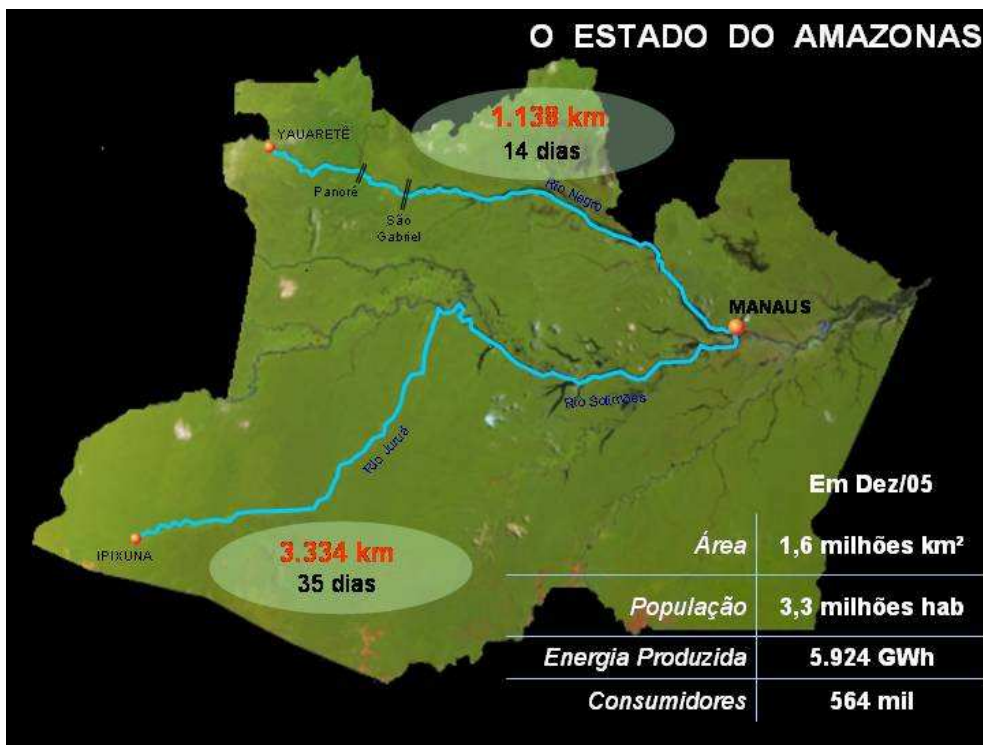 O ESTADO DO AMAZONAS
1.138 km
14 dias
YAUARETÊ
Panoré
São
Gabriel
Rio Negro
MANAUS
Rio Solimões
Rio Juruá
IPIXUNA
3.334 km
35 dias
Em Dez/05
Área 1,6 milhões km²
População 3,3 milhões hab
Energia Produzida 5.924 GWh
Consumidores 564 mil